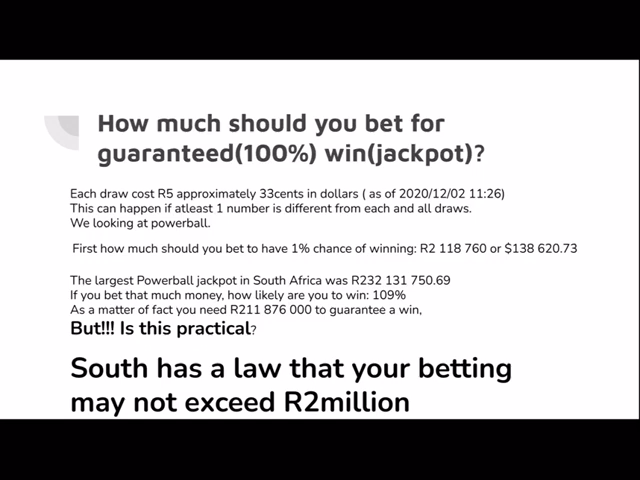 How much should you bet for
guaranteed(100%) win(jackpot)?
Each draw cost R5 approximately 33cents in dollars ( as of 2020/12/02 11:26)
This can happen if atleast 1 number is different from each and all draws.
We looking at powerball.
First how much should you bet to have 1% chance of winning: R2 118 760 or $138 620.73
The largest Powerball jackpot in South Africa was R232 131 750.69
If you bet that much money, how likely are you to win: 109%
As a matter of fact you need R211 876 000 to guarantee a win,
But!!! Is this practical?
South has a law that your betting
may not exceed R2million